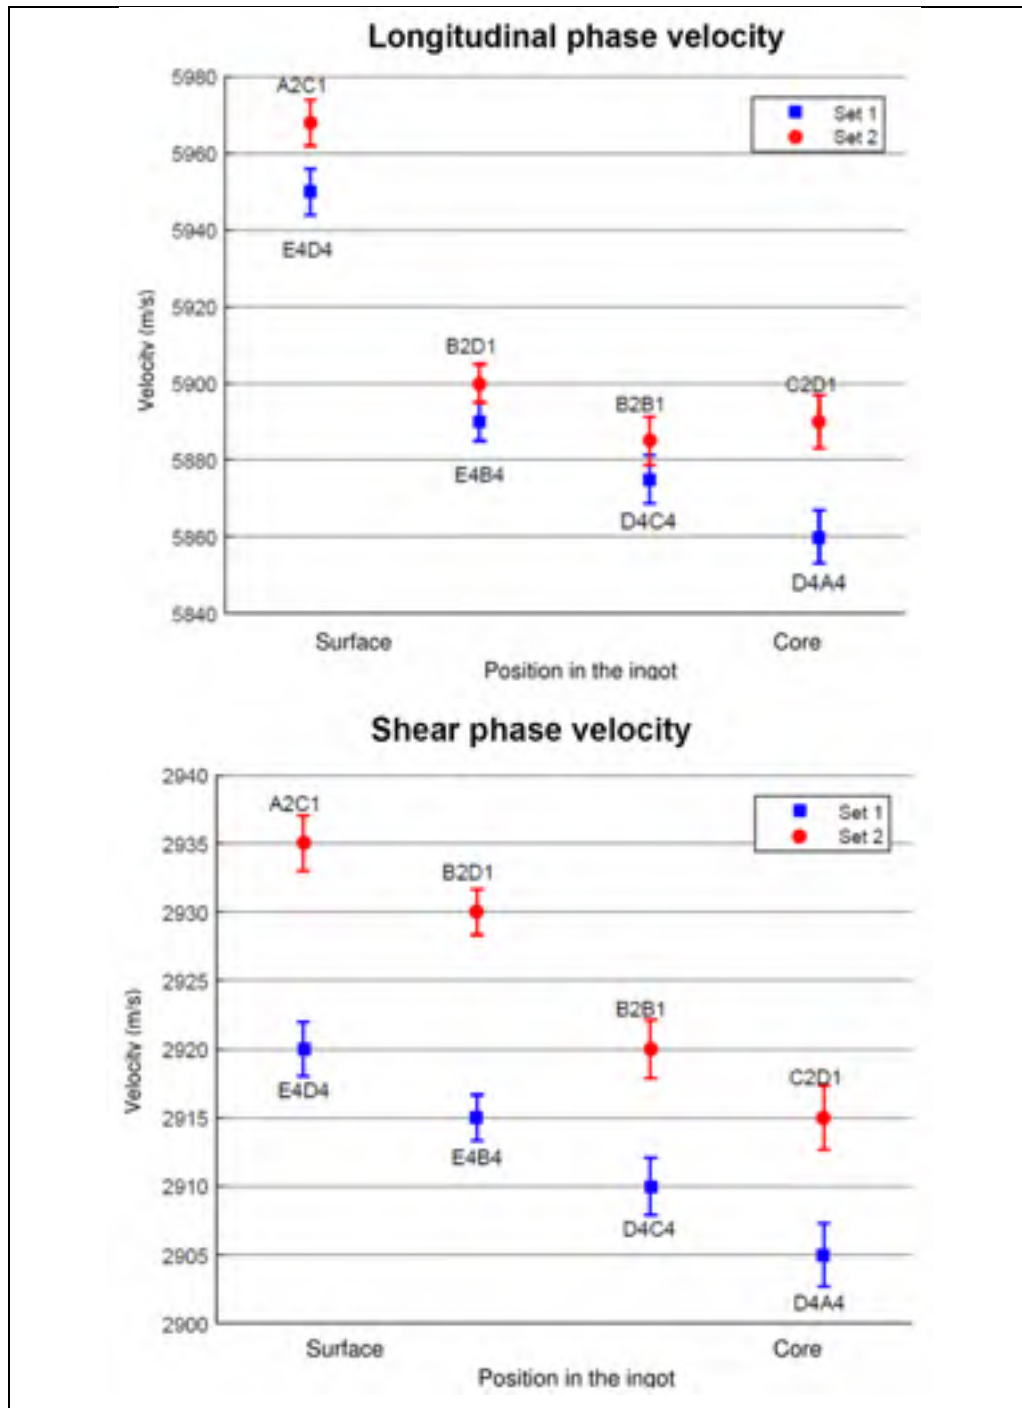 Longitudinal phase velocity
5980
A2C1
Set 1
Set 2
5960
5940
E4D4
5920
B2D1
5900
B2B1
C2D1
E4B4
5880
D4C4
5860
D4A4
5840
Velocity (m/s)
Surface
Core
Position in the ingot
Shear phase velocity
2940
A2C1
Set 1
Set 2
2935
B2D1
2930
2925
B2B1
2920
E4D4
C2D1
2915
E4B4
2910
D4C4
2905
D4A4
2900
Velocity (m/s)
Surface
Core
Position in the ingot